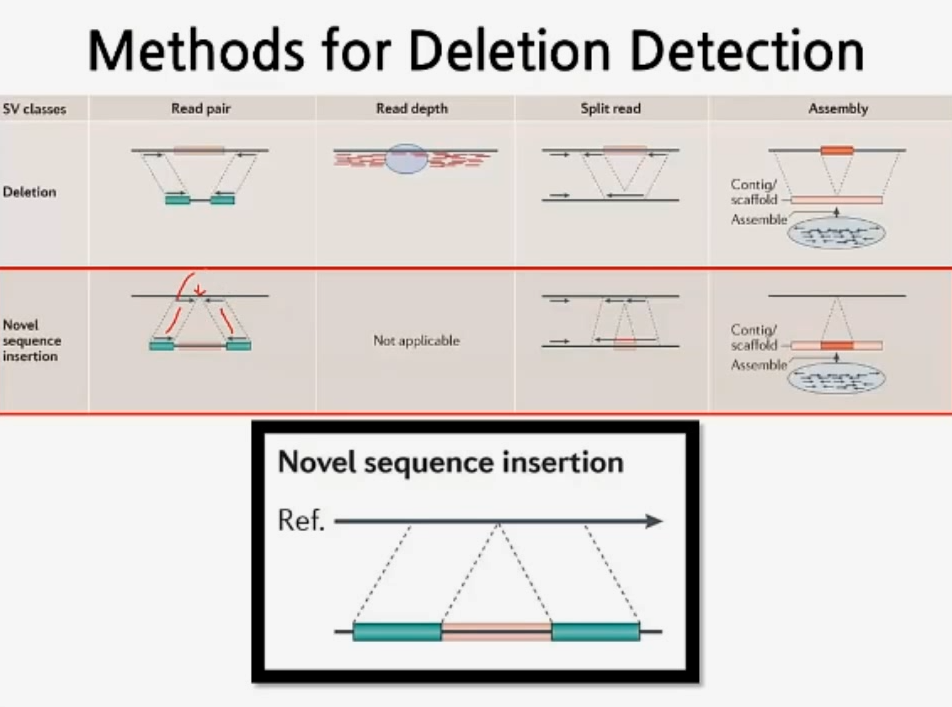 Methods for Deletion Detection
SV classes Read pair Read depth Split read Assembly
Deletion
Contig/
scaffold
Assemble
Novel
sequence
insertion
Not applicable
Contig/
scaffold
Assemble
Novel sequence insertion
Ref.